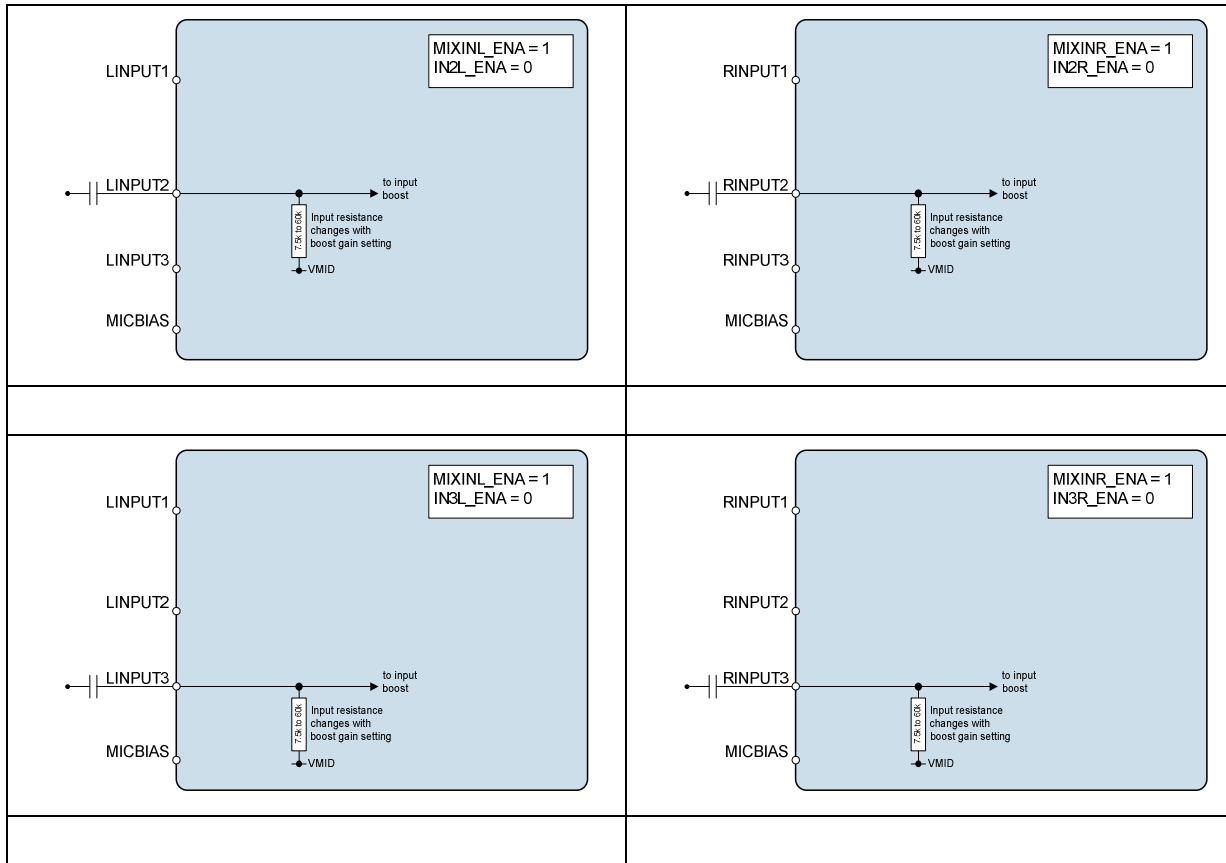 MIXINL_ENA = 1
IN2L_ENA = 0
LINPUT1
LINPUT2
to input
boost
7.5k to 60k
Input resistance
changes with
boost gain setting
LINPUT3
VMID
MICBIAS
MIXINR_ENA = 1
IN2R_ENA = 0
RINPUT1
RINPUT2
to input
boost
7.5k to 60k
Input resistance
changes with
boost gain setting
RINPUT3
VMID
MICBIAS
MIXINL_ENA = 1
IN3L_ENA = 0
LINPUT1
LINPUT2
LINPUT3
to input
boost
7.5k to 60k
Input resistance
changes with
boost gain setting
MICBIAS
VMID
MIXINR_ENA = 1
IN3R_ENA = 0
RINPUT1
RINPUT2
RINPUT3
to input
boost
7.5k to 60k
Input resistance
changes with
boost gain setting
MICBIAS
VMID